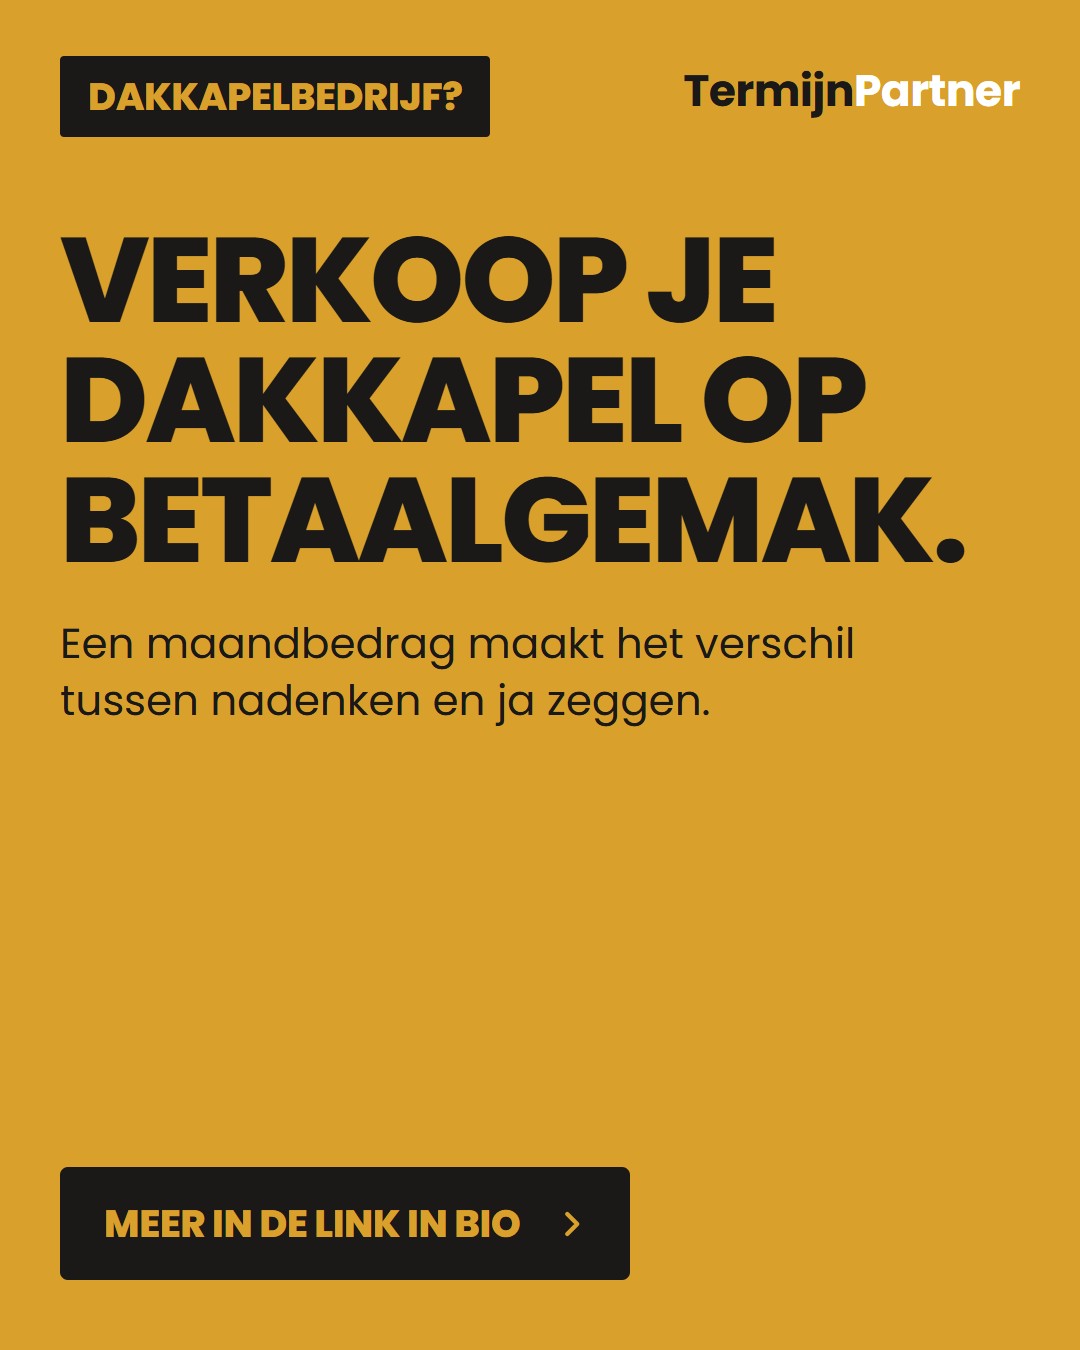 DAKKAPELBEDRIJF?
TermijnPartner
VERKOOP JE
DAKKAPEL OP
BETAALGEMAK.
Een maandbedrag maakt het verschil
tussen nadenken en ja zeggen.
MEER IN DE LINK IN BIO